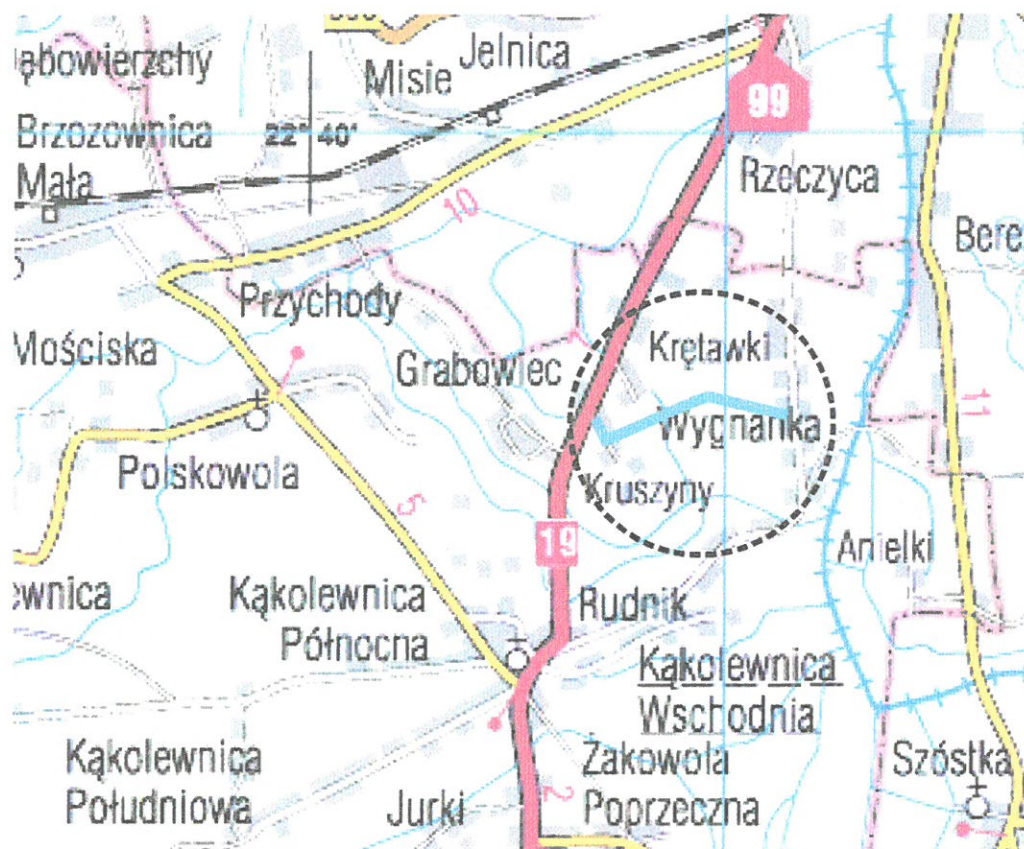 Jelnica
Misie
Brzozownica
Mała
22° 40'
99
Rzeczyca
10
Bere
5
Przychody
Mościska
Grabowiec
Krętawki
Wygnanka
11
Polskowola
Kruszyny
5
19
Anielki
ewnica
Kąkolewnica
Północna
Rudnik
Kąkolewnica
Wschodnia
Kąkolewnica
Południowa
Jurki
2
Żakowola
Poprzeczna
Szóstka